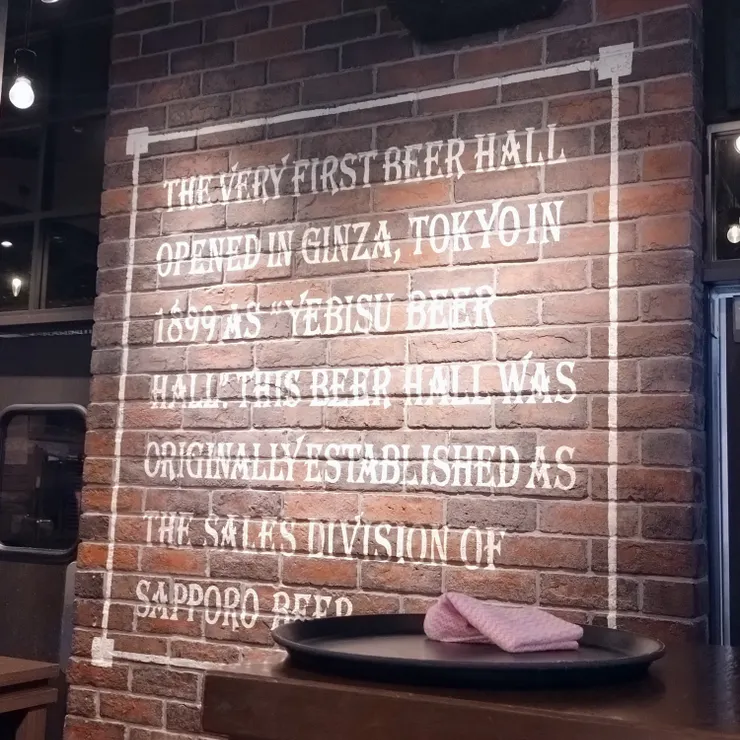 THE VERY FIRST BEER HALL
OPENED IN GINZA, TOKYO IN
1899 AS "YEBISU BEER
HALL". THIS BEER HALL WAS
ORIGINALLY ESTABLISHED AS
THE SALES DIVISION OF
SAPPORO BEER